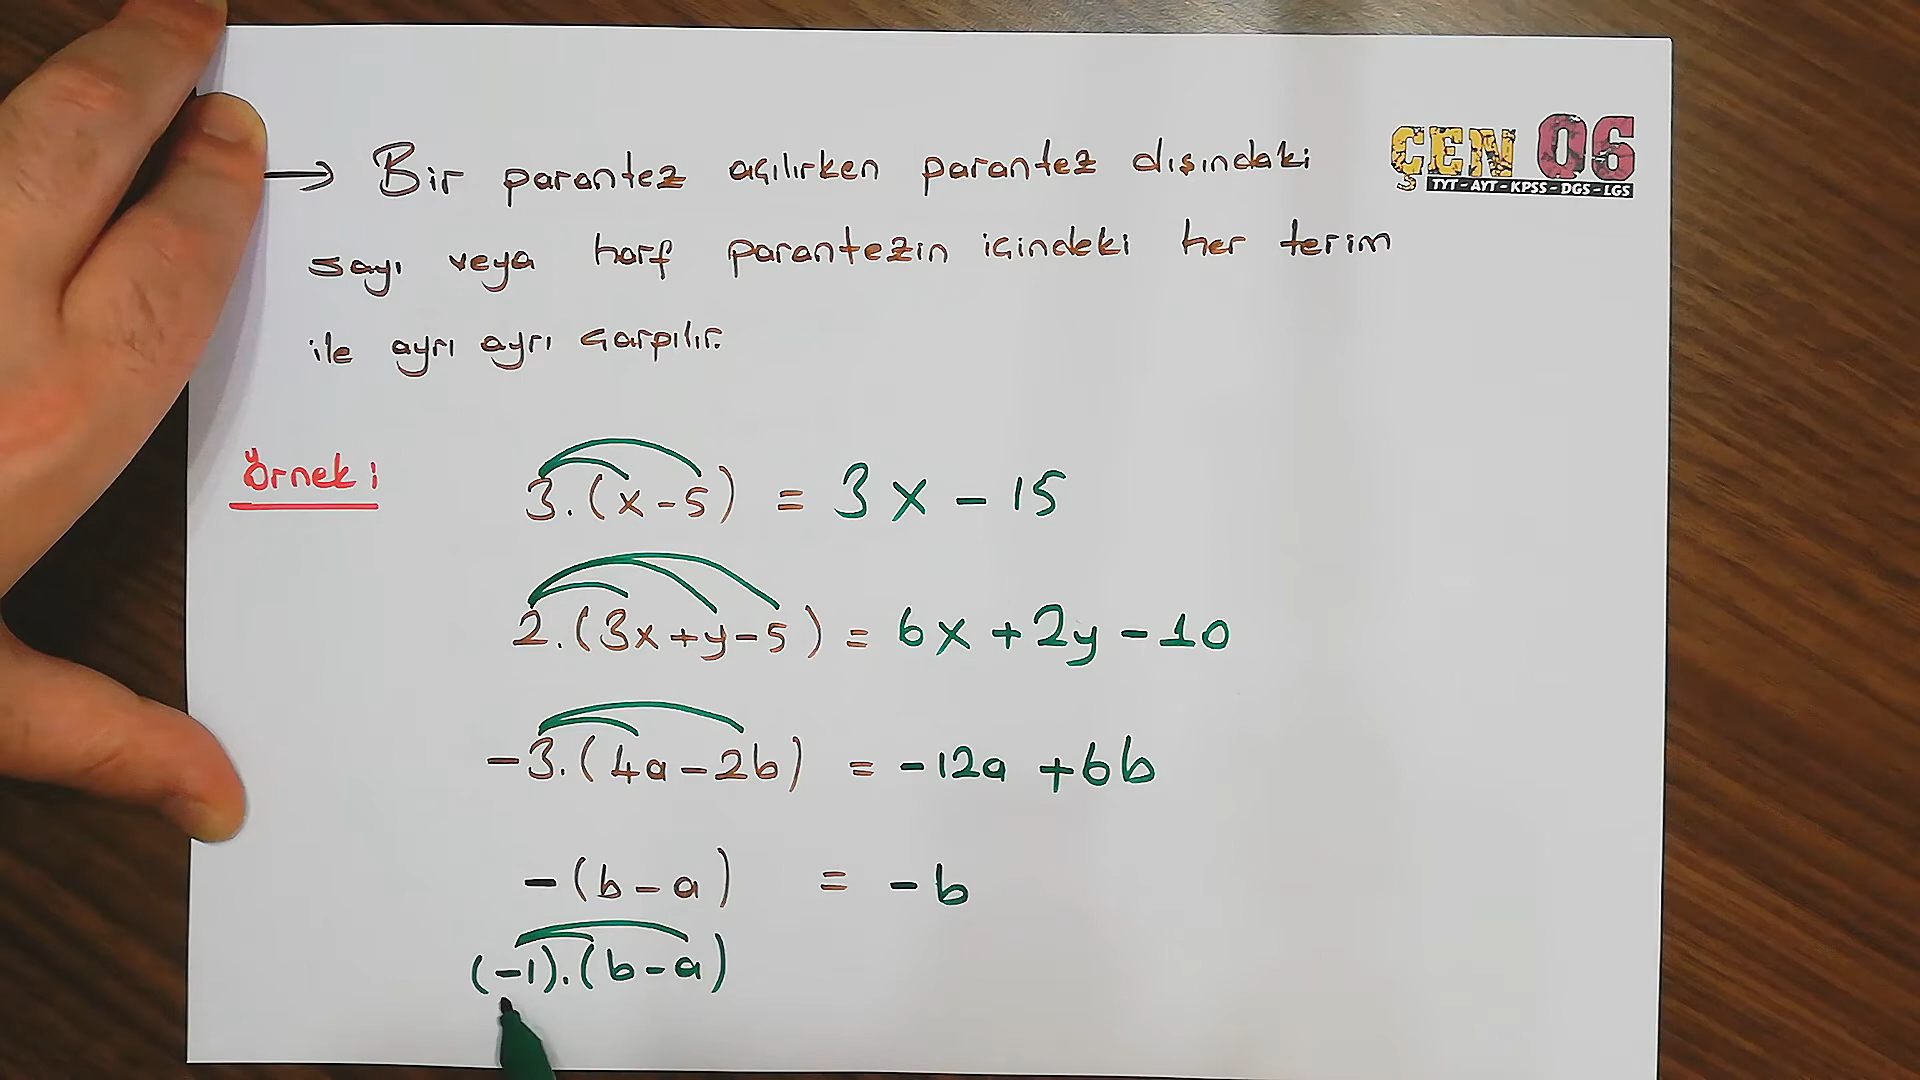 → Bir parantez açılırken parantez dışındaki
ÇEN 06
TYT - AYT - KPSS - DGS - LGS
sayı veya harf parantezin içindeki her terim
ile ayrı ayrı çarpılır.
Örnek:
3.(x-5) = 3x - 15
2.(3x+y-5) = 6x + 2y - 10
-3.(4a-2b) = -12a + 6b
-(b-a) = -b
(-1).(b-a)